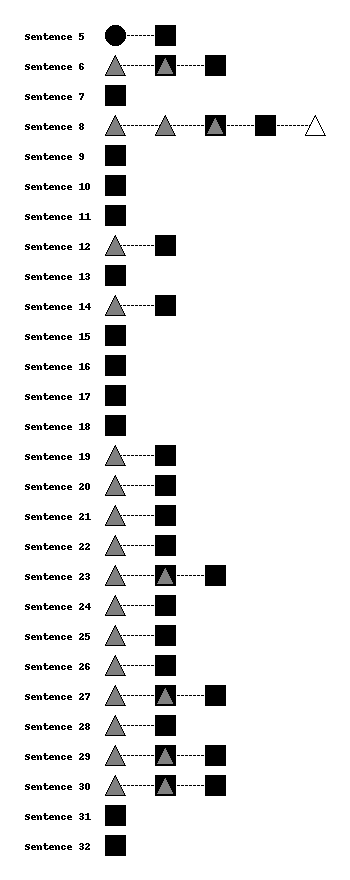 Sentence 5
Sentence 6
Sentence 7
Sentence 8
Sentence 9
Sentence 10
Sentence 11
Sentence 12
Sentence 13
Sentence 14
Sentence 15
Sentence 16
Sentence 17
Sentence 18
Sentence 19
Sentence 20
Sentence 21
Sentence 22
Sentence 23
Sentence 24
Sentence 25
Sentence 26
Sentence 27
Sentence 28
Sentence 29
Sentence 30
Sentence 31
Sentence 32